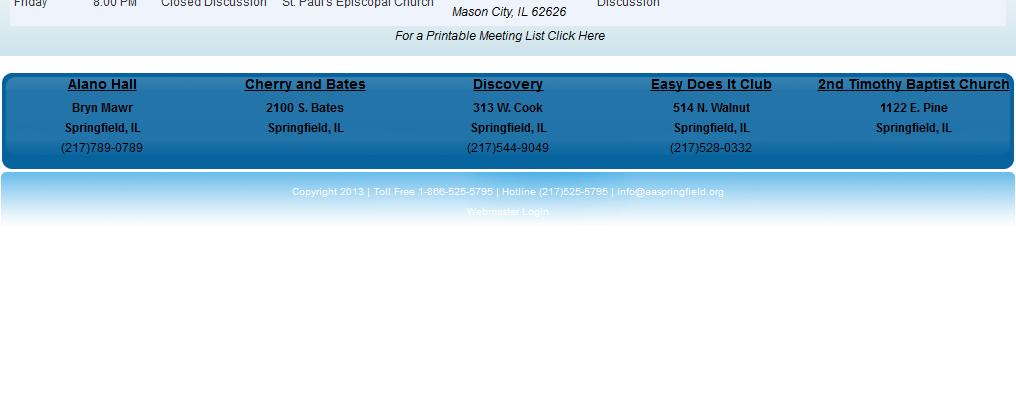 Friday 8:00 PM Closed Discussion St. Paul's Episcopal Church Discussion
Mason City, IL 62626
For a Printable Meeting List Click Here
Alano Hall Cherry and Bates Discovery Easy Does It Club 2nd Timothy Baptist Church
Bryn Mawr 2100 S. Bates 313 W. Cook 514 N. Walnut 1122 E. Pine
Springfield, IL Springfield, IL Springfield, IL Springfield, IL Springfield, IL
(217)789-0789 (217)544-9049 (217)528-0332
Copyright 2013 | Toll Free 1-866-525-5795 | Hotline (217)525-5795 | info@aaspringfield.org
Webmaster Login